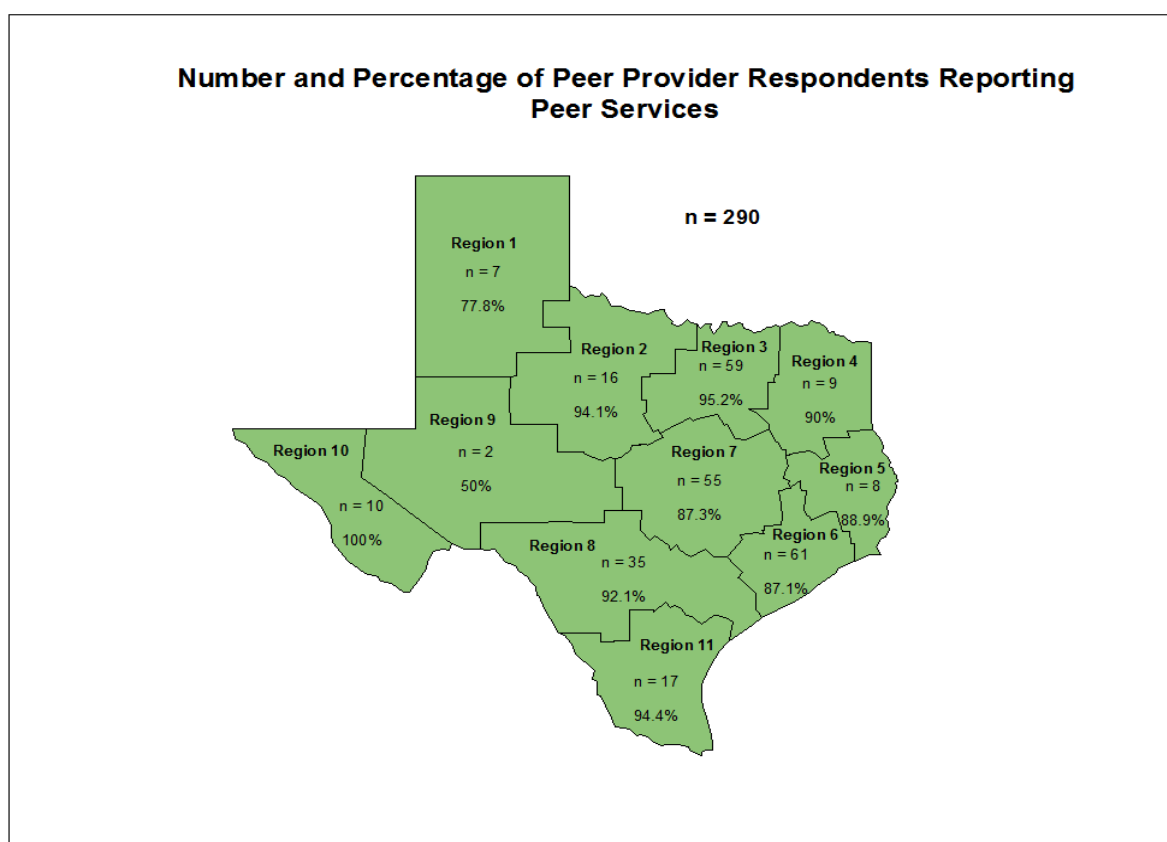 Number and Percentage of Peer Provider Respondents Reporting
Peer Services
n = 290
Region 1
n = 7
77.8%
Region 2
n = 16
94.1%
Region 3
n = 59
95.2%
Region 4
n = 9
90%
Region 9
n = 2
50%
Region 10
n = 10
100%
Region 7
n = 55
87.3%
Region 5
n = 8
88.9%
Region 6
n = 61
87.1%
Region 8
n = 35
92.1%
Region 11
n = 17
94.4%